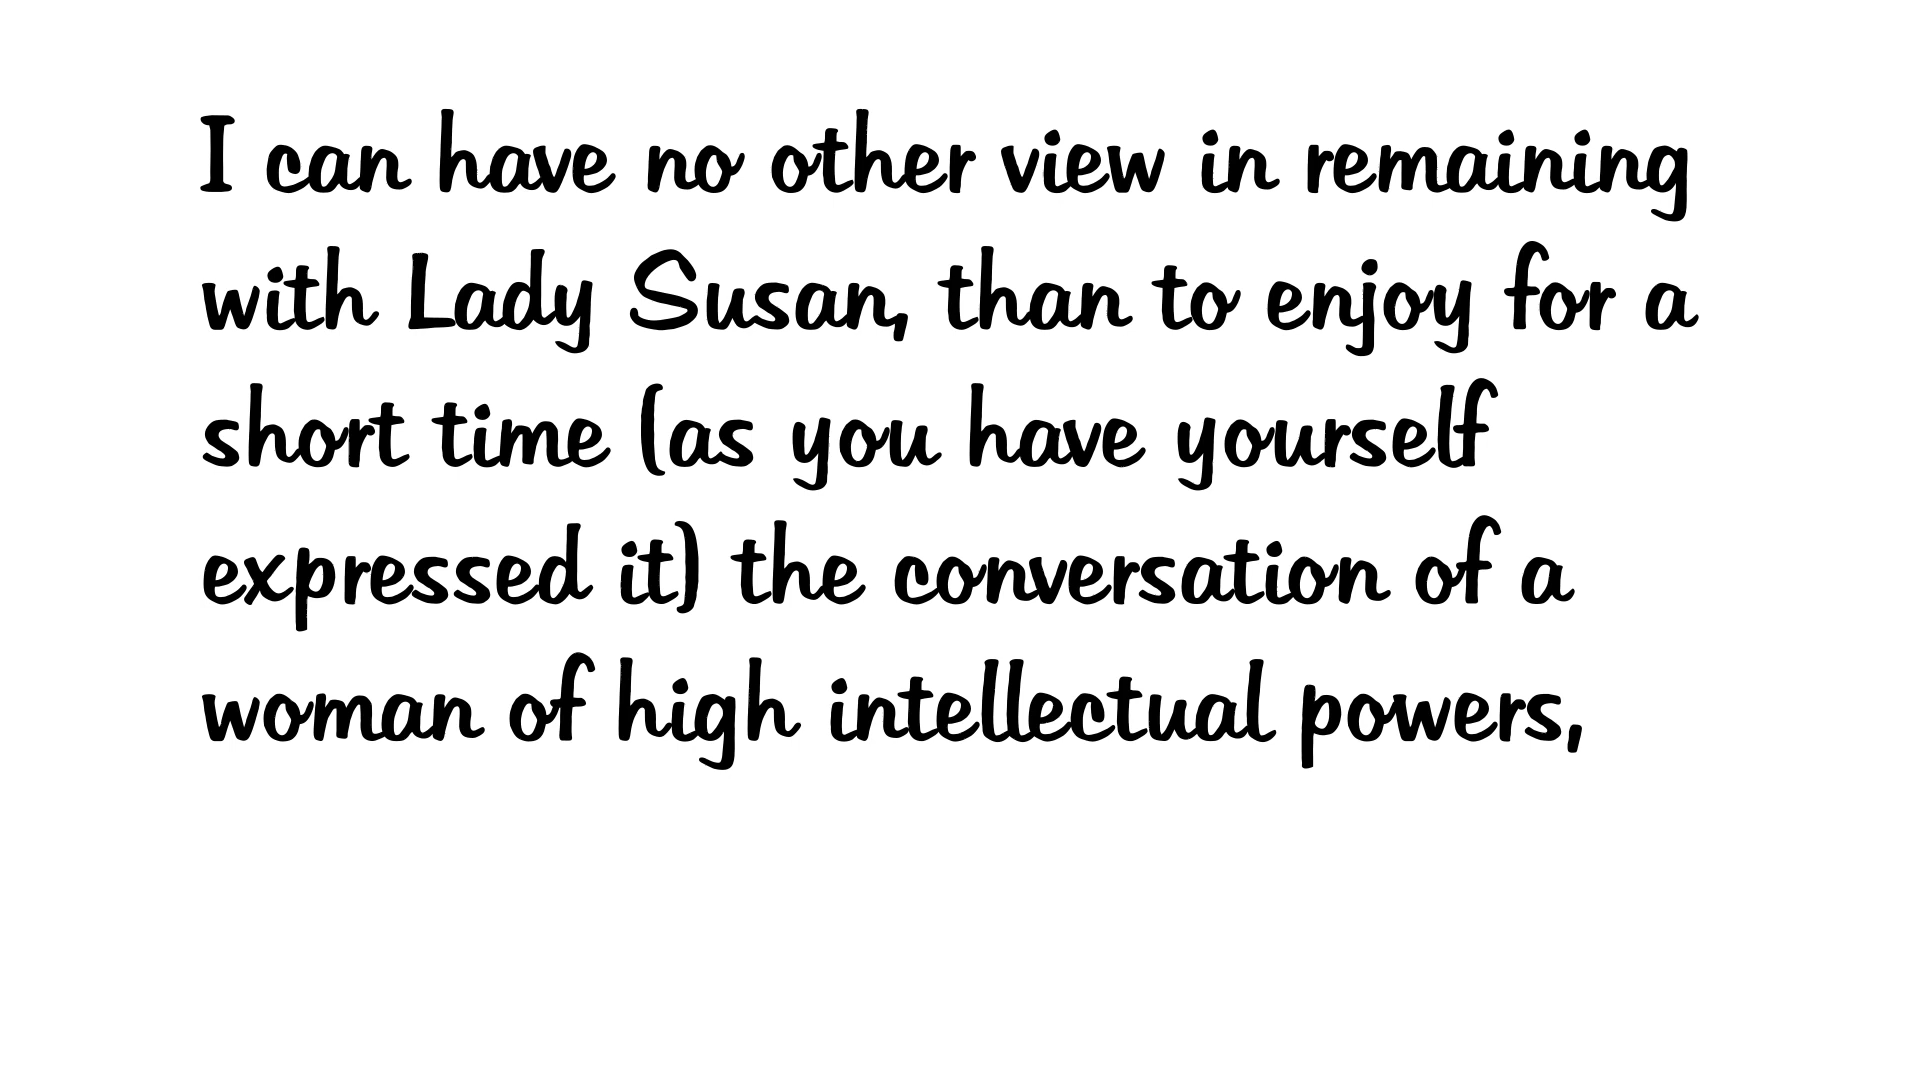 I can have no other view in remaining
with Lady Susan, than to enjoy for a
short time (as you have yourself
expressed it) the conversation of a
woman of high intellectual powers,